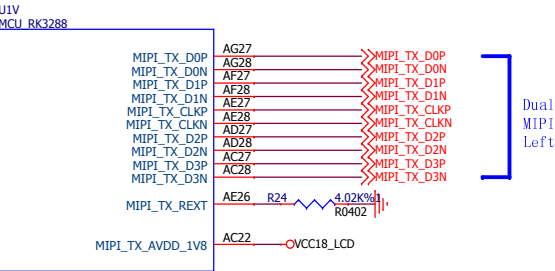 U1V
MCU_RK3288
MIPI_TX_D0P AG27 MIPI_TX_D0P
MIPI_TX_D0N AG28 MIPI_TX_D0N
MIPI_TX_D1P AF27 MIPI_TX_D1P
MIPI_TX_D1N AF28 MIPI_TX_D1N
MIPI_TX_CLKP AE27 MIPI_TX_CLKP
MIPI_TX_CLKN AE28 MIPI_TX_CLKN
MIPI_TX_D2P AD27 MIPI_TX_D2P
MIPI_TX_D2N AD28 MIPI_TX_D2N
MIPI_TX_D3P AC27 MIPI_TX_D3P
MIPI_TX_D3N AC28 MIPI_TX_D3N
Dual
MIPI
Left
MIPI_TX_REXT AE26 R24 4.02K%1
R0402
MIPI_TX_AVDD_1V8 AC22 VCC18_LCD